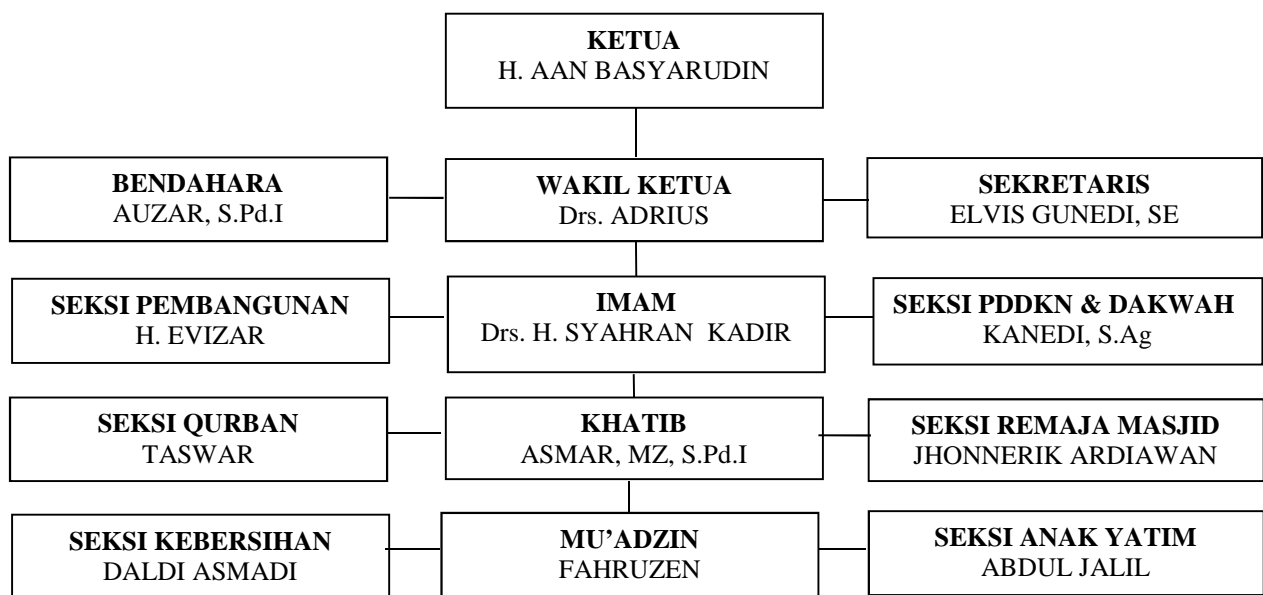 KETUA
H. AAN BASYARUDIN
BENDAHARA
AUZAR, S.Pd.I
WAKIL KETUA
Drs. ADRIUS
SEKRETARIS
ELVIS GUNEDI, SE
SEKSI PEMBANGUNAN
H. EVIZAR
IMAM
Drs. H. SYAHRAN KADIR
SEKSI PDDKN & DAKWAH
KANEDI, S.Ag
SEKSI QURBAN
TASWAR
KHATIB
ASMAR, MZ, S.Pd.I
SEKSI REMAJA MASJID
JHONNERIK ARDIAWAN
SEKSI KEBERSIHAN
DALDI ASMADI
MU’ADZIN
FAHRUZEN
SEKSI ANAK YATIM
ABDUL JALIL